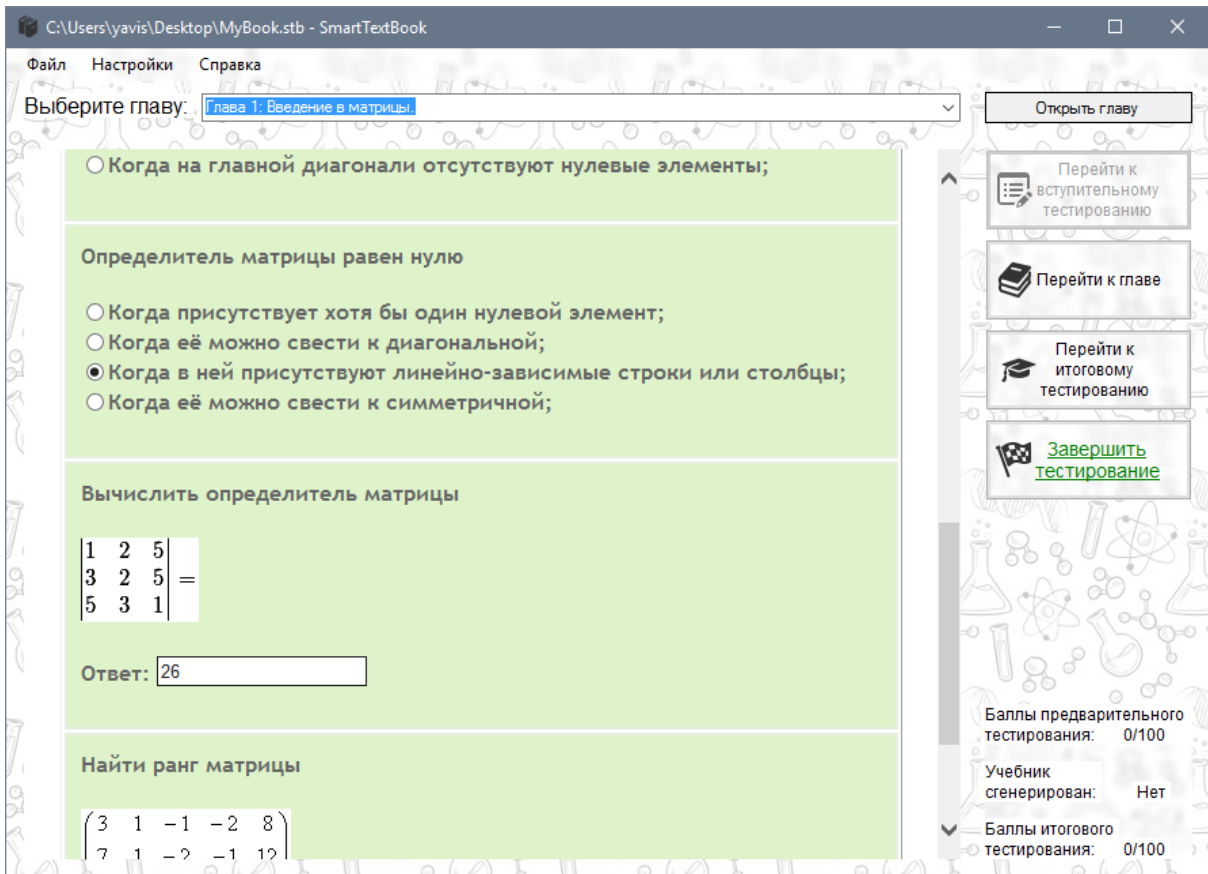 C:\Users\yavis\Desktop\MyBook.stb - SmartTextBook
Файл Настройки Справка
Выберите главу: Глава 1: Введение в матрицы.
Открыть главу
Когда на главной диагонали отсутствуют нулевые элементы;
Определитель матрицы равен нулю
Когда присутствует хотя бы один нулевой элемент;
Когда её можно свести к диагональной;
Когда в ней присутствуют линейно-зависимые строки или столбцы;
Когда её можно свести к симметричной;
Вычислить определитель матрицы
1 2 5
3 2 5 =
5 3 1
Ответ: 26
Найти ранг матрицы
3 1 -1 -2 8
7 1 -2 -1 12
Перейти к
вступительному
тестированию
Перейти к главе
Перейти к
итоговому
тестированию
Завершить
тестирование
Баллы предварительного
тестирования: 0/100
Учебник
сгенерирован: Нет
Баллы итогового
тестирования: 0/100